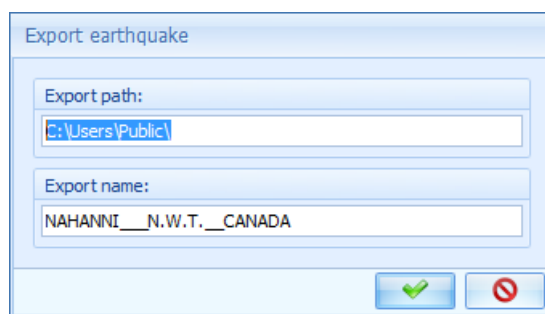 Export earthquake
Export path:
C:\Users\Public\
Export name:
NAHANNI___N.W.T.__CANADA